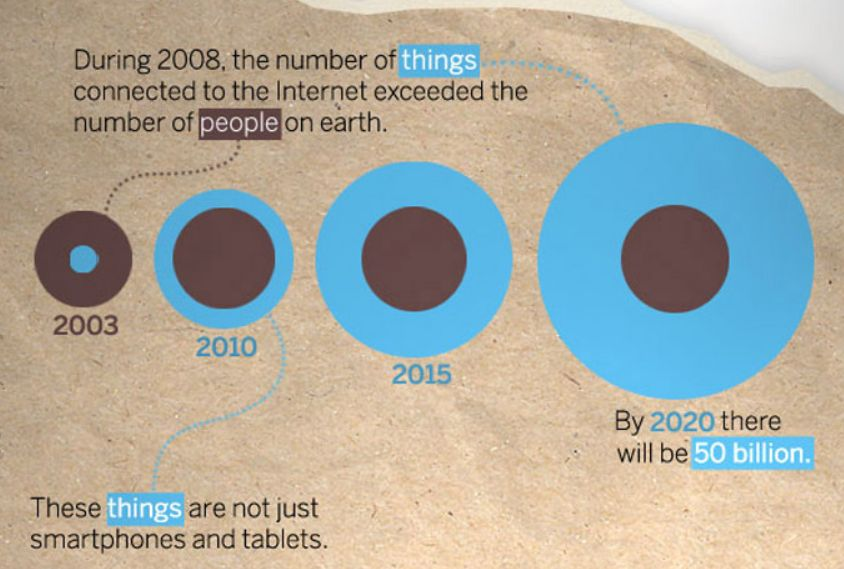 During 2008, the number of things
connected to the Internet exceeded the
number of people on earth.
2003
2010
2015
By 2020 there
will be 50 billion.
These things are not just
smartphones and tablets.